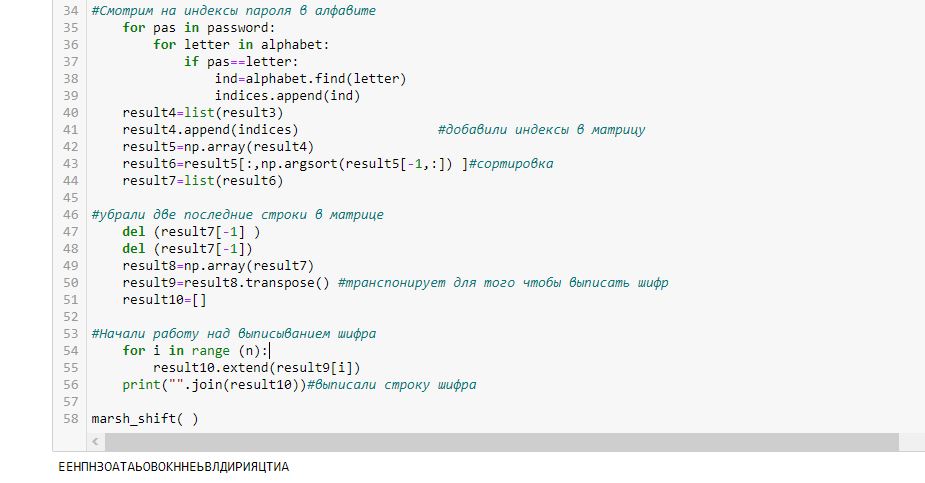 34 #Смотрим на индексы пароля в алфавите
35     for pas in password:
36         for letter in alphabet:
37             if pas==letter:
38                 ind=alphabet.find(letter)
39                 indices.append(ind)
40     result4=list(result3)
41     result4.append(indices)                  #добавили индексы в матрицу
42     result5=np.array(result4)
43     result6=result5[:,np.argsort(result5[-1,:]) ]#сортировка
44     result7=list(result6)
45
46 #убрали две последние строки в матрице
47     del (result7[-1] )
48     del (result7[-1])
49     result8=np.array(result7)
50     result9=result8.transpose() #транспонирует для того чтобы выписать шифр
51     result10=[]
52
53 #Начали работу над выписыванием шифра
54     for i in range (n):
55         result10.extend(result9[i])
56     print("".join(result10))#выписали строку шифра
57
58 marsh_shift( )
ЕЕНПНЗОАТАЬОВОКННЕЬВЛДИРИЯЦТИА